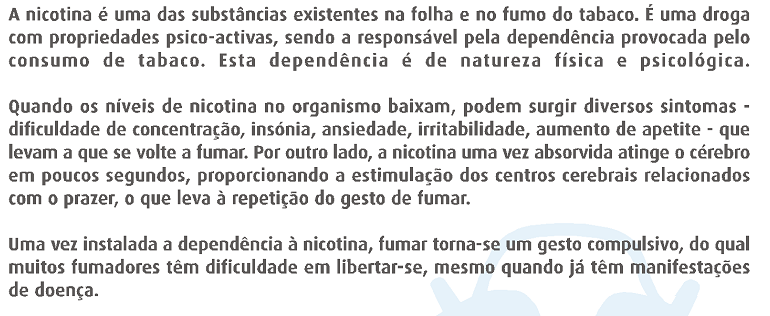 A nicotina é uma das substâncias existentes na folha e no fumo do tabaco. É uma droga
com propriedades psico-activas, sendo a responsável pela dependência provocada pelo
consumo de tabaco. Esta dependência é de natureza física e psicológica.
Quando os níveis de nicotina no organismo baixam, podem surgir diversos sintomas -
dificuldade de concentração, insónia, ansiedade, irritabilidade, aumento de apetite - que
levam a que se volte a fumar. Por outro lado, a nicotina uma vez absorvida atinge o cérebro
em poucos segundos, proporcionando a estimulação dos centros cerebrais relacionados
com o prazer, o que leva à repetição do gesto de fumar.
Uma vez instalada a dependência à nicotina, fumar torna-se um gesto compulsivo, do qual
muitos fumadores têm dificuldade em libertar-se, mesmo quando já têm manifestações
de doença.